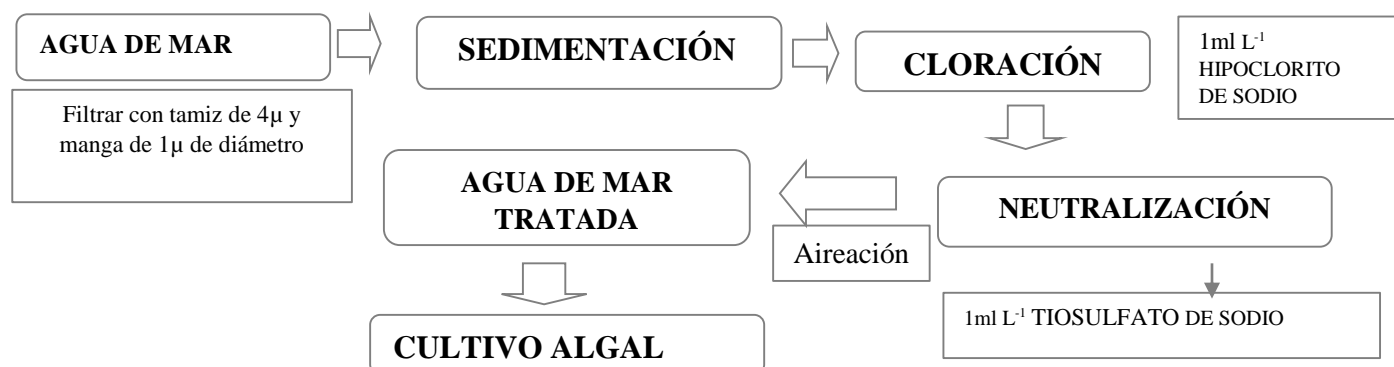 AGUA DE MAR
Filtrar con tamiz de 4µ y
manga de 1µ de diámetro
SEDIMENTACIÓN
CLORACIÓN
1ml L⁻¹
HIPOCLORITO
DE SODIO
NEUTRALIZACIÓN
1ml L⁻¹ TIOSULFATO DE SODIO
Aireación
AGUA DE MAR
TRATADA
CULTIVO ALGAL